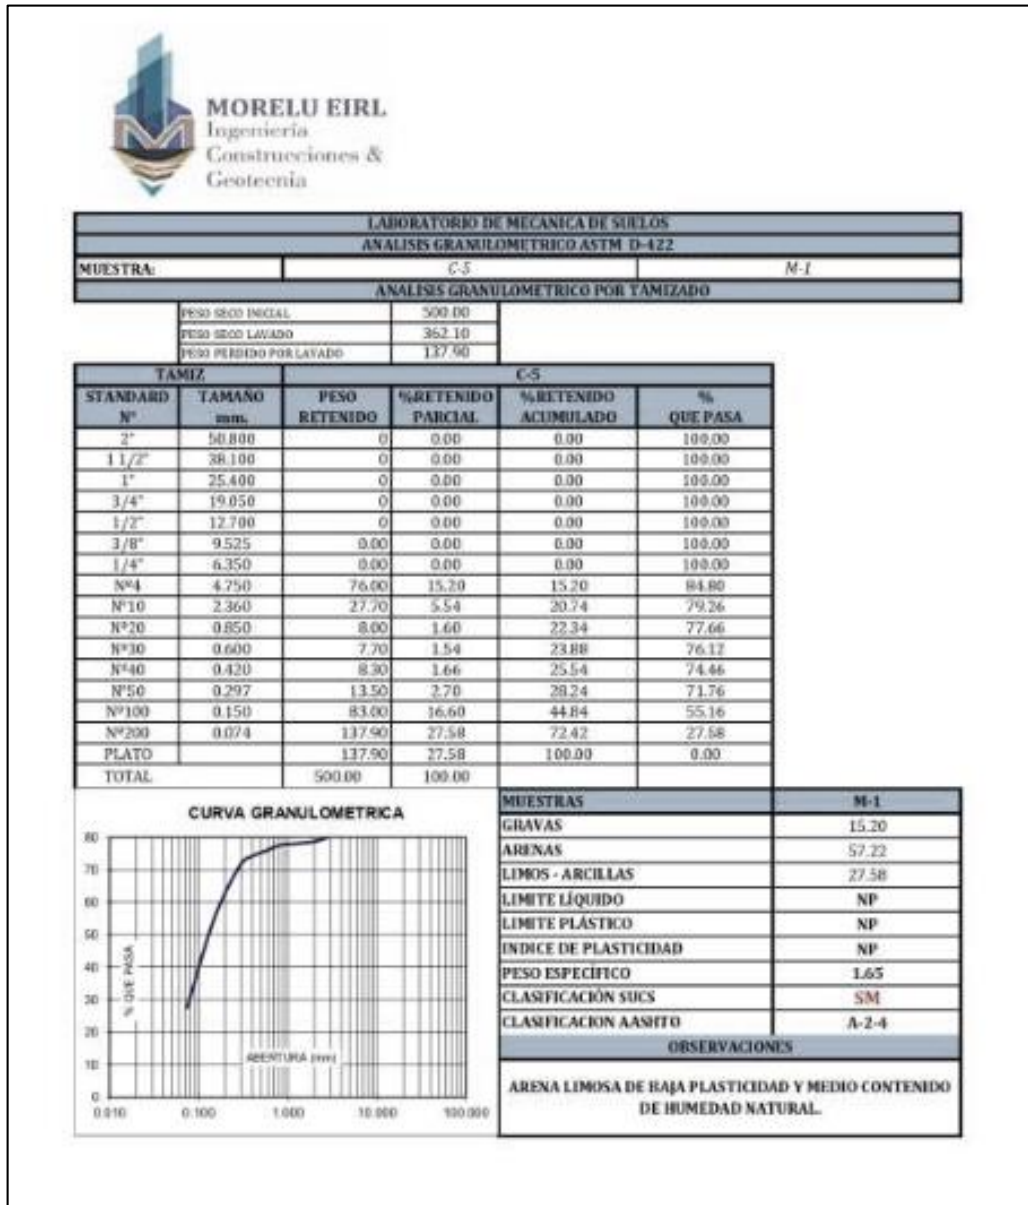 MORELU EIRL
Ingeniería
Construcciones &
Geotecnia
LABORATORIO DE MECANICA DE SUELOS
ANALISIS GRANULOMETRICO ASTM D-422
MUESTRA: C-5 M-1
ANALISIS GRANULOMETRICO POR TAMIZADO
PESO SECO INICIAL 500.00
PESO SECO LAVADO 362.10
PESO PERDIDO POR LAVADO 137.90
TAMIZ C-5
STANDARD TAMAÑO PESO %RETENIDO %RETENIDO %
Nº mm. RETENIDO PARCIAL ACUMULADO QUE PASA
2" 50.800 0 0.00 0.00 100.00
1 1/2" 38.100 0 0.00 0.00 100.00
1" 25.400 0 0.00 0.00 100.00
3/4" 19.050 0 0.00 0.00 100.00
1/2" 12.700 0 0.00 0.00 100.00
3/8" 9.525 0.00 0.00 0.00 100.00
1/4" 6.350 0.00 0.00 0.00 100.00
Nº4 4.750 76.00 15.20 15.20 84.80
Nº10 2.360 27.70 5.54 20.74 79.26
Nº20 0.850 8.00 1.60 22.34 77.66
Nº30 0.600 7.70 1.54 23.88 76.12
Nº40 0.420 8.30 1.66 25.54 74.46
Nº50 0.297 13.50 2.70 28.24 71.76
Nº100 0.150 83.00 16.60 44.84 55.16
Nº200 0.074 137.90 27.58 72.42 27.58
PLATO 137.90 27.58 100.00 0.00
TOTAL 500.00 100.00
CURVA GRANULOMETRICA
80
70
60
50
40
30
20
10
0
% QUE PASA
ABERTURA (mm)
0.010 0.100 1.000 10.000 100.000
MUESTRAS M-1
GRAVAS 15.20
ARENAS 57.22
LIMOS - ARCILLAS 27.58
LIMITE LÍQUIDO NP
LIMITE PLÁSTICO NP
INDICE DE PLASTICIDAD NP
PESO ESPECÍFICO 1.65
CLASIFICACIÓN SUCS SM
CLASIFICACION AASHTO A-2-4
OBSERVACIONES
ARENA LIMOSA DE BAJA PLASTICIDAD Y MEDIO CONTENIDO
DE HUMEDAD NATURAL.